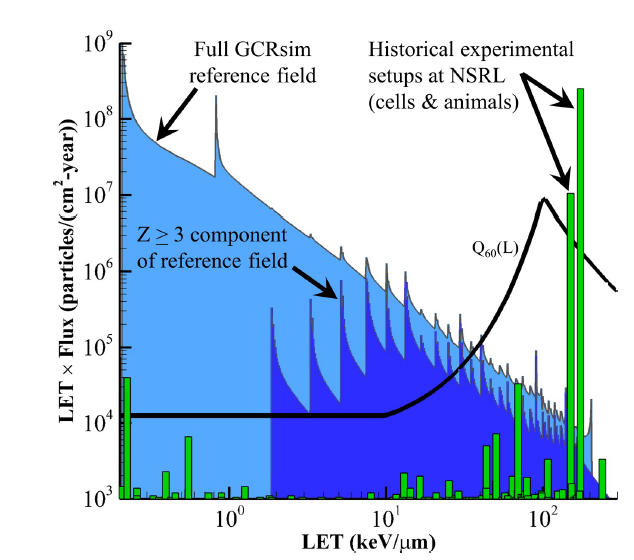 Full GCRsim
reference field
Historical experimental
setups at NSRL
(cells & animals)
Z ≥ 3 component
of reference field
Q60(L)
LET × Flux (particles/(cm²-year))
10⁹
10⁸
10⁷
10⁶
10⁵
10⁴
10³
10⁰
10¹
10²
LET (keV/μm)